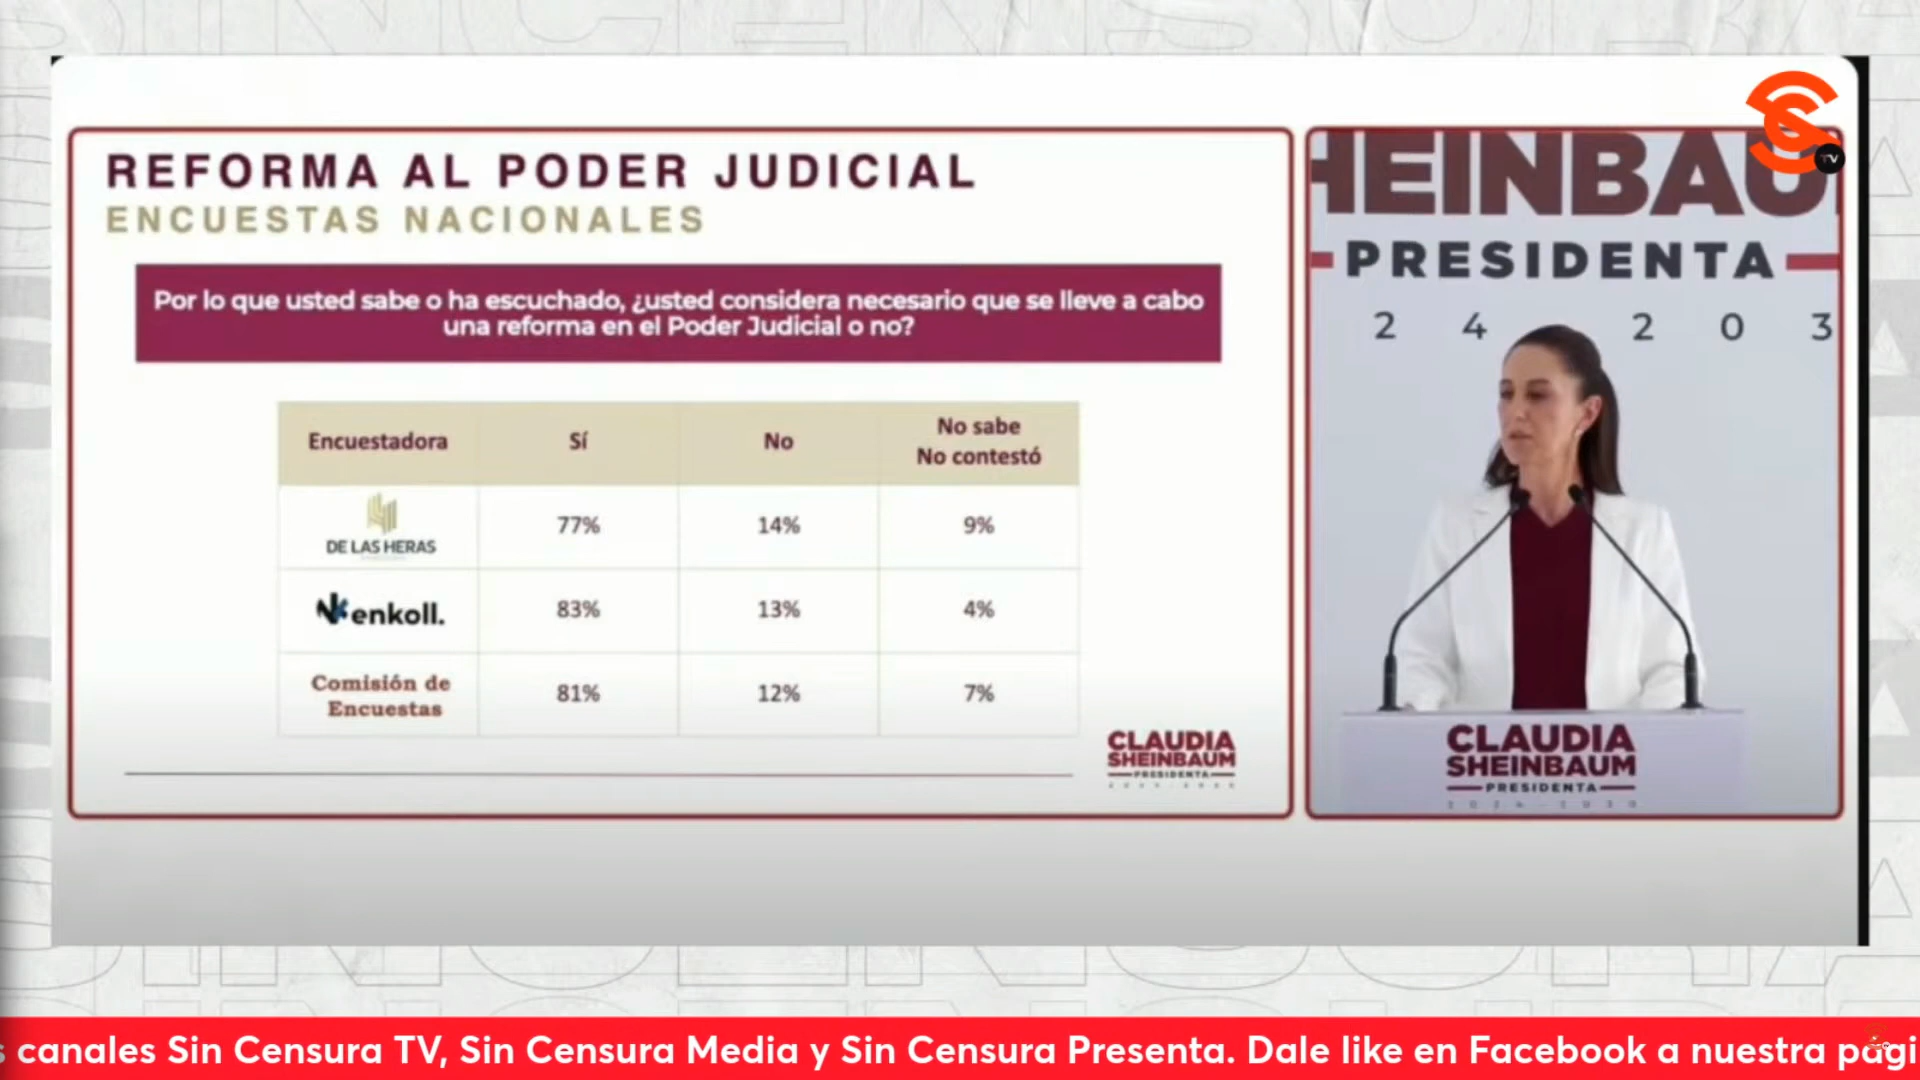 REFORMA AL PODER JUDICIAL
ENCUESTAS NACIONALES
Por lo que usted sabe o ha escuchado, ¿usted considera necesario que se lleve a cabo
una reforma en el Poder Judicial o no?
Encuestadora Sí No No sabe
No contestó
DE LAS HERAS 77% 14% 9%
enkoll. 83% 13% 4%
Comisión de
Encuestas 81% 12% 7%
CLAUDIA
SHEINBAUM
PRESIDENTA
HEINBAU
PRESIDENTA
2 4 2 0 3
TV
CLAUDIA
SHEINBAUM
PRESIDENTA
2024-2030
canales Sin Censura TV, Sin Censura Media y Sin Censura Presenta. Dale like en Facebook a nuestra pági